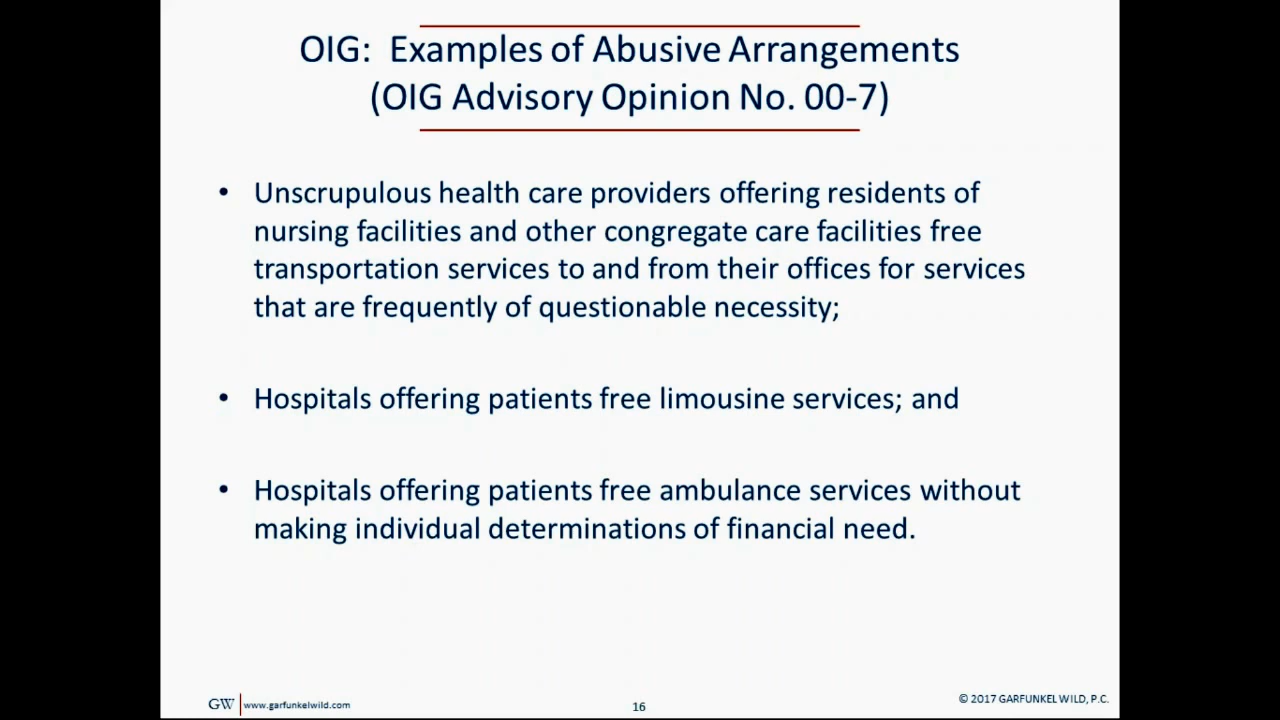 OIG: Examples of Abusive Arrangements
(OIG Advisory Opinion No. 00-7)
• Unscrupulous health care providers offering residents of
nursing facilities and other congregate care facilities free
transportation services to and from their offices for services
that are frequently of questionable necessity;
• Hospitals offering patients free limousine services; and
• Hospitals offering patients free ambulance services without
making individual determinations of financial need.
GW www.garfunkelwild.com
16
© 2017 GARFUNKEL WILD, P.C.